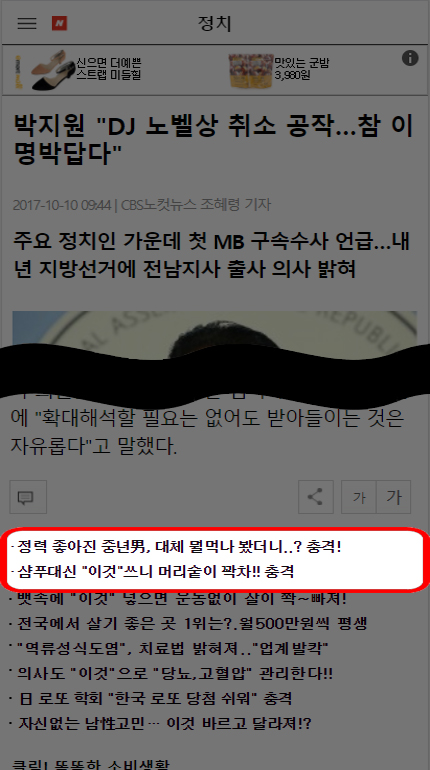 N
정치
신으면 더예쁜
스트랩 미들힐
맛있는 군밤
3,980원
박지원 "DJ 노벨상 취소 공작...참 이
명박답다"
2017-10-10 09:44 | CBS노컷뉴스 조혜령 기자
주요 정치인 가운데 첫 MB 구속수사 언급...내
년 지방선거에 전남지사 출사 의사 밝혀
에 "확대해석할 필요는 없어도 받아들이는 것은
자유롭다"고 말했다.
가 가
· 정력 좋아진 중년男, 대체 뭘먹나 봤더니..? 충격!
· 샴푸대신 "이것"쓰니 머리숱이 꽉차!! 충격
· 뱃속에 "이것" 넣으면 운동없이 살이 쫙~빠져!
· 전국에서 살기 좋은 곳 1위는?.월500만원씩 평생
· "역류성식도염", 치료법 밝혀져.."업계발칵"
· 의사도 "이것"으로 "당뇨,고혈압" 관리한다!!
· 日 로또 학회 "한국 로또 당첨 쉬워" 충격
· 자신없는 남性고민… 이것 바르고 달라져!?
클릭! 똑똑한 소비생활